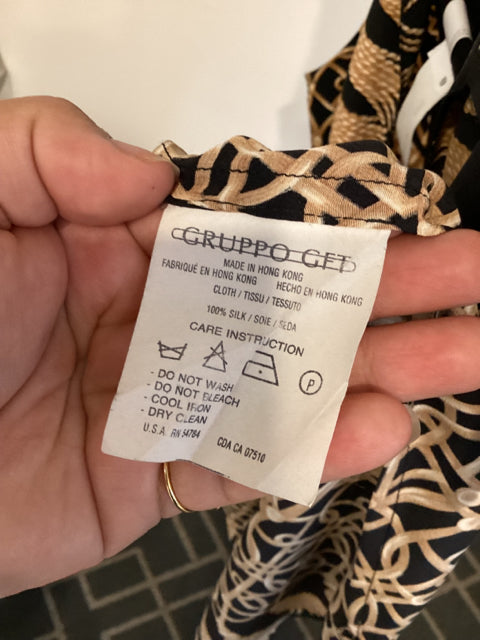 GRUPPO GFT
MADE IN HONG KONG
FABRIQUÉ EN HONG KONG HECHO EN HONG KONG
CLOTH / TISSU / TESSUTO
100% SILK / SOIE / SEDA
CARE INSTRUCTION
P
- DO NOT WASH
- DO NOT BLEACH
- COOL IRON
- DRY CLEAN
U.S.A. RN 54784 CDA CA 07510